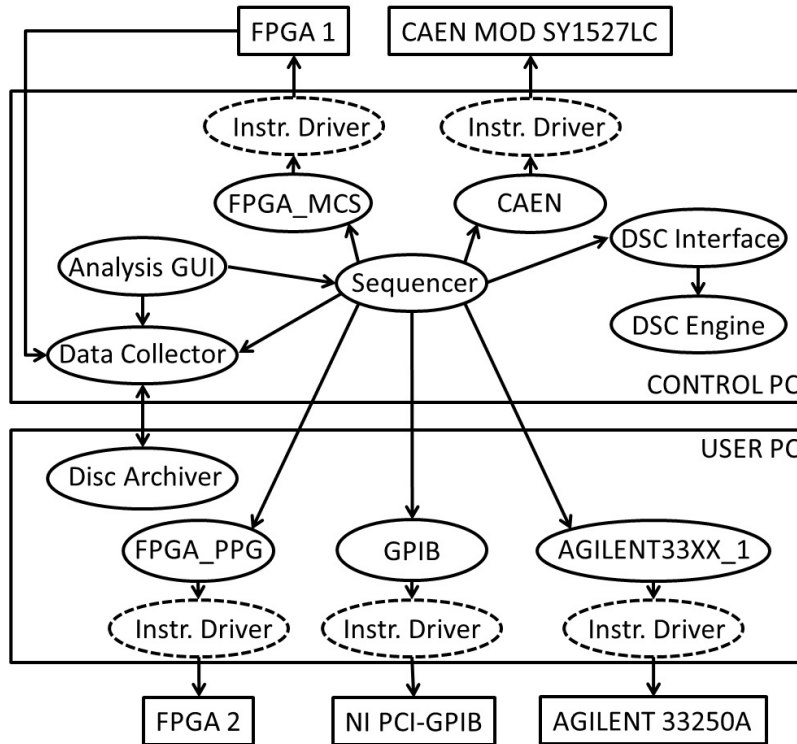 FPGA 1
CAEN MOD SY1527LC
Instr. Driver
Instr. Driver
FPGA_MCS
CAEN
DSC Interface
Analysis GUI
Sequencer
DSC Engine
Data Collector
CONTROL PC
USER PC
Disc Archiver
FPGA_PPG
GPIB
AGILENT33XX_1
Instr. Driver
Instr. Driver
Instr. Driver
FPGA 2
NI PCI-GPIB
AGILENT 33250A